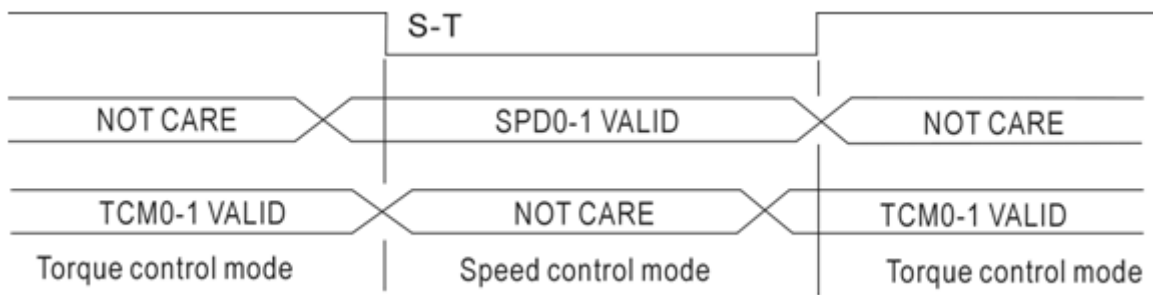 S-T
NOT CARE SPD0-1 VALID NOT CARE
TCM0-1 VALID NOT CARE TCM0-1 VALID
Torque control mode Speed control mode Torque control mode